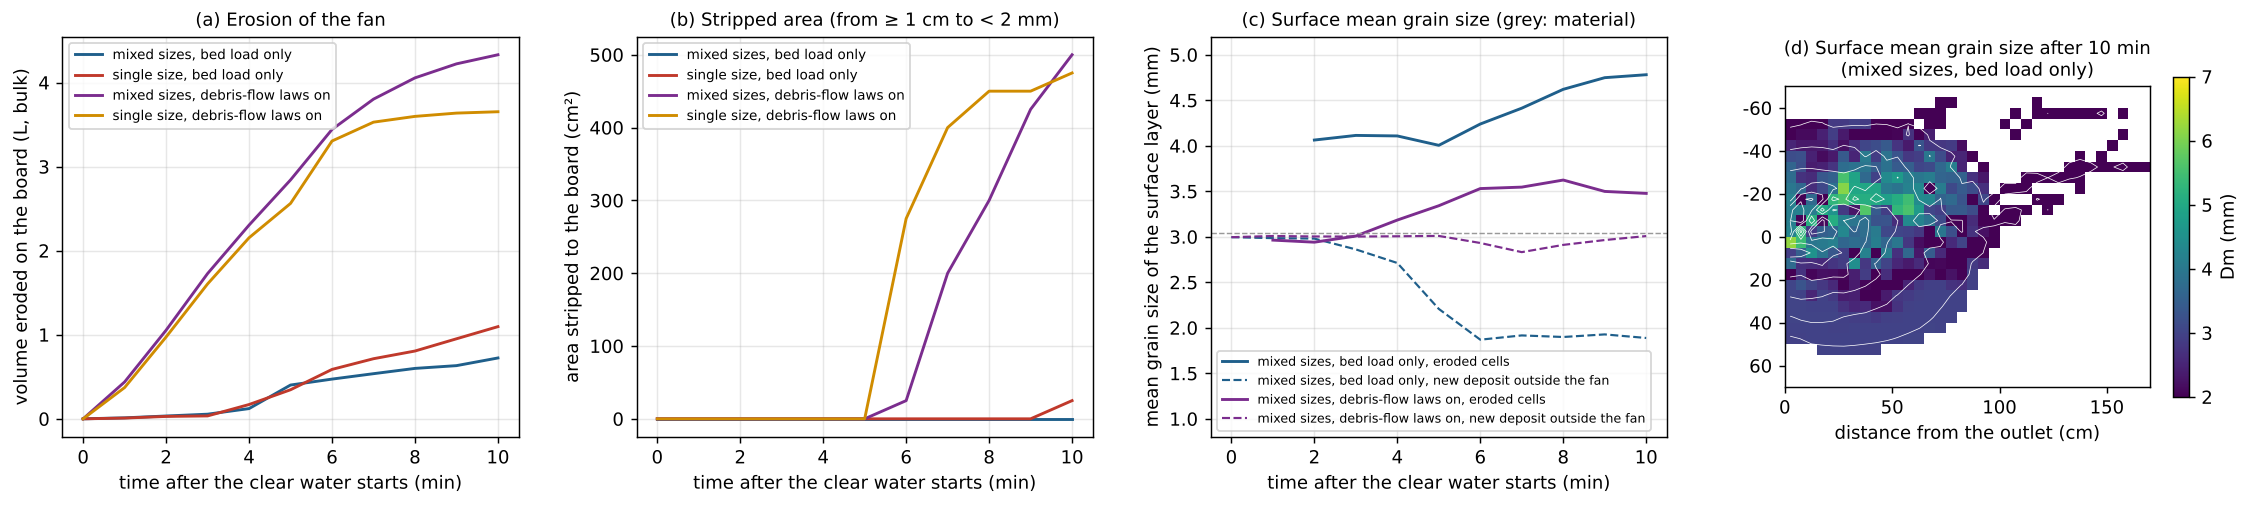 (a) Erosion of the fan
volume eroded on the board (L, bulk)
4
3
2
1
0
mixed sizes, bed load only
single size, bed load only
mixed sizes, debris-flow laws on
single size, debris-flow laws on
0 2 4 6 8 10
time after the clear water starts (min)
(b) Stripped area (from ≥ 1 cm to < 2 mm)
area stripped to the board (cm²)
500
400
300
200
100
0
mixed sizes, bed load only
single size, bed load only
mixed sizes, debris-flow laws on
single size, debris-flow laws on
0 2 4 6 8 10
time after the clear water starts (min)
(c) Surface mean grain size (grey: material)
mean grain size of the surface layer (mm)
5.0
4.5
4.0
3.5
3.0
2.5
2.0
1.5
1.0
mixed sizes, bed load only, eroded cells
mixed sizes, bed load only, new deposit outside the fan
mixed sizes, debris-flow laws on, eroded cells
mixed sizes, debris-flow laws on, new deposit outside the fan
0 2 4 6 8 10
time after the clear water starts (min)
(d) Surface mean grain size after 10 min
(mixed sizes, bed load only)
-60
-40
-20
0
20
40
60
0 50 100 150
distance from the outlet (cm)
7
6
5
4
3
2
Dm (mm)